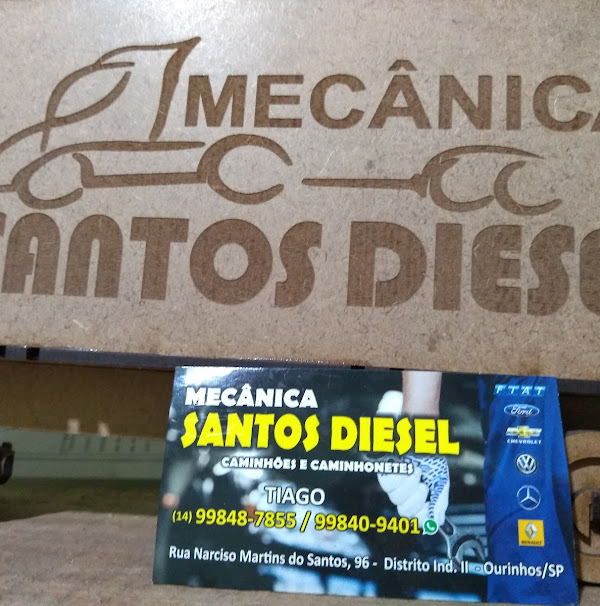 MECÂNICA
SANTOS DIESE
MECÂNICA
SANTOS DIESEL
CAMINHÕES E CAMINHONETES
TIAGO
(14) 99848-7855 / 99840-9401
Rua Narciso Martins do Santos, 96 - Distrito Ind. II - Ourinhos/SP
FIAT
Ford
CHEVROLET
RENAULT